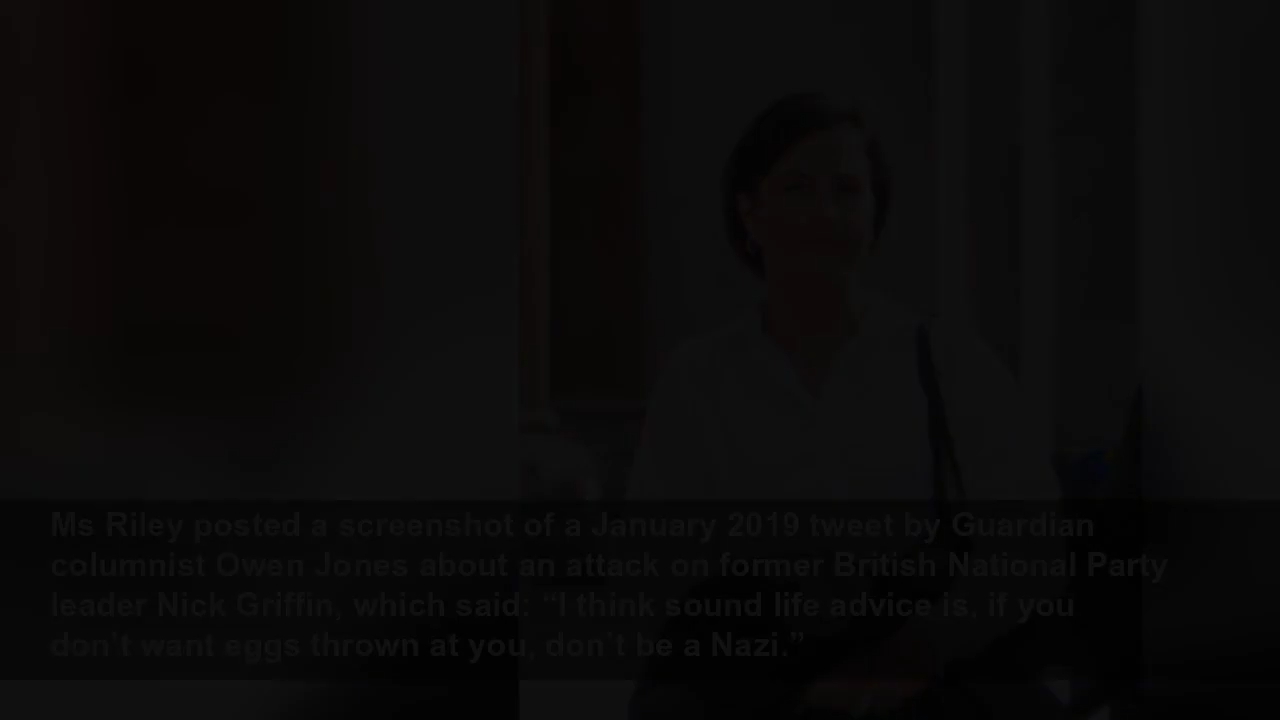 Ms Riley posted a screenshot of a January 2019 tweet by Guardian
columnist Owen Jones about an attack on former British National Party
leader Nick Griffin, which said: “I think sound life advice is, if you
don’t want eggs thrown at you, don’t be a Nazi.”